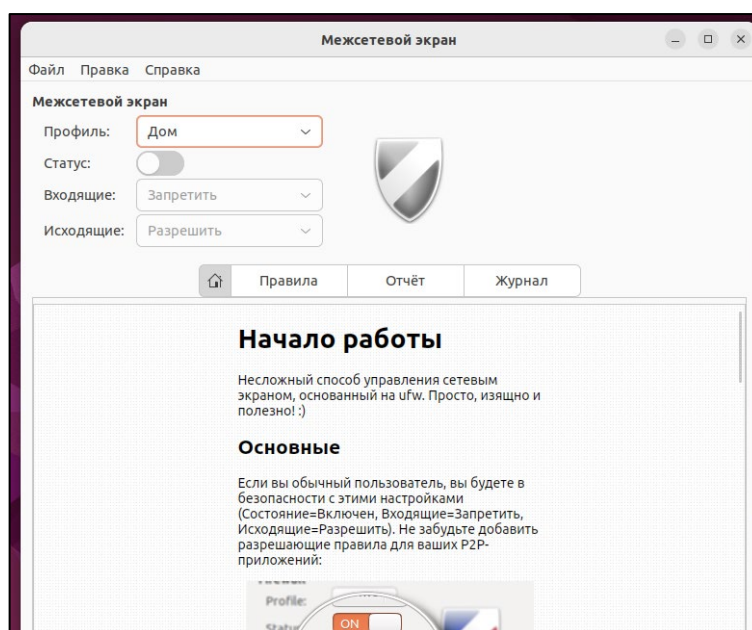 Межсетевой экран
Файл Правка Справка
Межсетевой экран
Профиль: Дом
Статус:
Входящие: Запретить
Исходящие: Разрешить
Правила Отчёт Журнал
Начало работы
Несложный способ управления сетевым
экраном, основанный на ufw. Просто, изящно и
полезно! :)
Основные
Если вы обычный пользователь, вы будете в
безопасности с этими настройками
(Состояние=Включен, Входящие=Запретить,
Исходящие=Разрешить). Не забудьте добавить
разрешающие правила для ваших P2P-
приложений:
Profile:
Status
ON